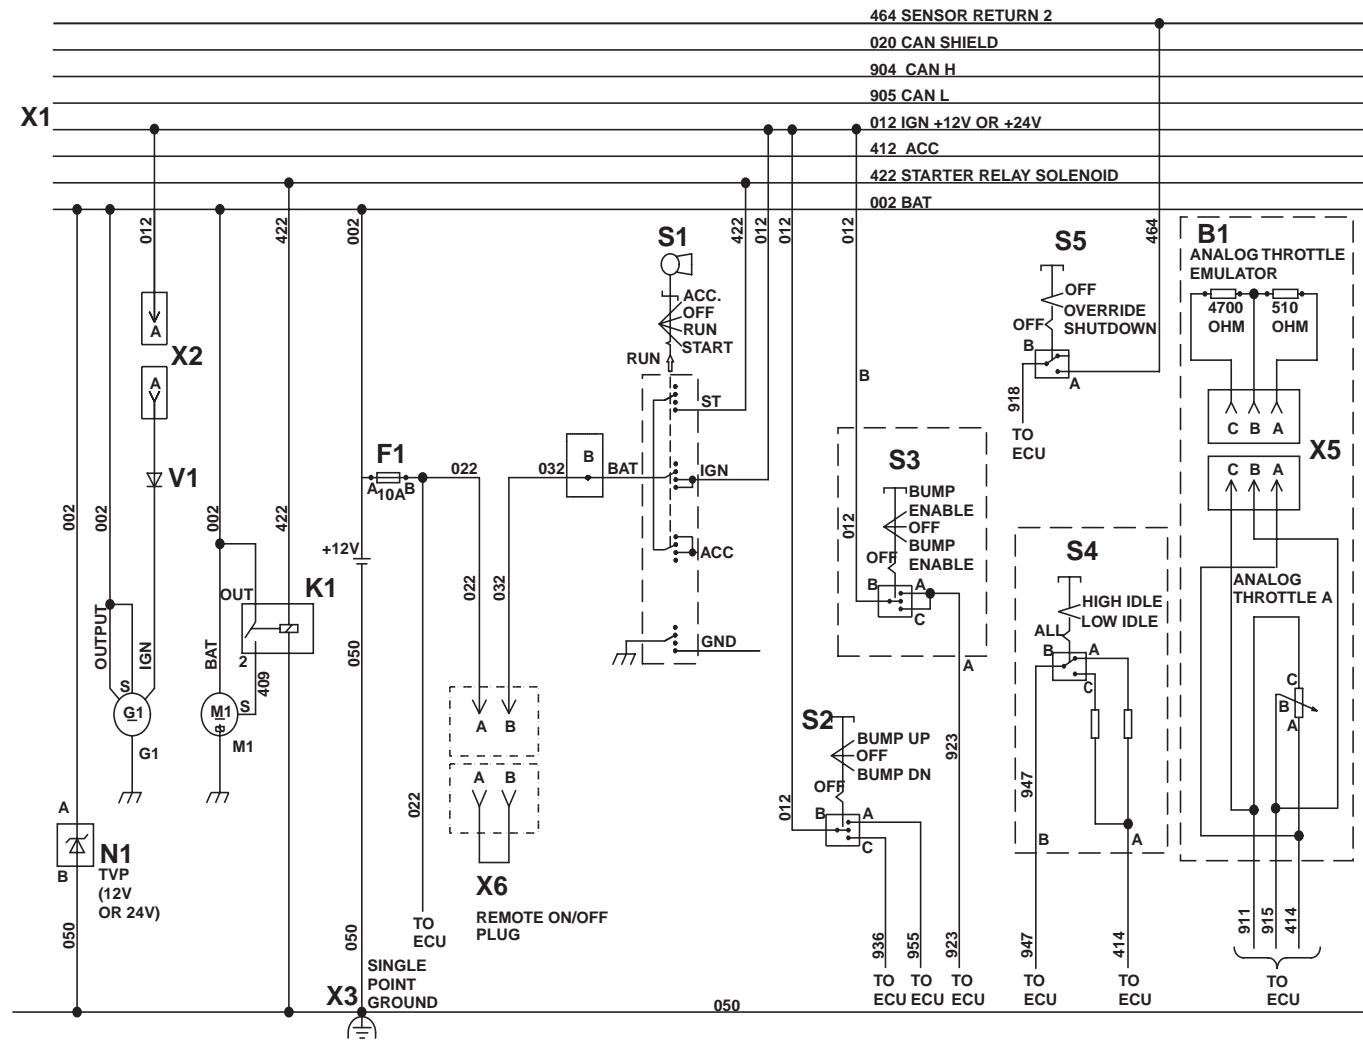 464 SENSOR RETURN 2
020 CAN SHIELD
904 CAN H
905 CAN L
X1
012 IGN +12V OR +24V
412 ACC
422 STARTER RELAY SOLENOID
002 BAT
012
422
002
S1
422
012
012
012
S5
464
B1
ANALOG THROTTLE
EMULATOR
4700
OHM
510
OHM
ACC.
OFF
RUN
START
RUN
OFF
OVERRIDE
SHUTDOWN
OFF
B
A
918
TO
ECU
A
X2
A
V1
B
ST
IGN
ACC
GND
C B A
X5
C B A
F1
A
10A
B
022
032
B
BAT
S3
BUMP
ENABLE
OFF
BUMP
ENABLE
OFF
B
A
C
012
A
002
002
002
422
+12V
022
032
K1
OUT
2
OUTPUT
IGN
BAT
409
050
S
G1
G1
M1
S
M1
S4
HIGH IDLE
LOW IDLE
ALL
B
A
C
ANALOG
THROTTLE A
C
B
A
A
B
A
B
S2
BUMP UP
OFF
BUMP DN
OFF
B
A
C
012
923
947
B
A
022
A
B
N1
TVP
(12V
OR 24V)
050
X6
REMOTE ON/OFF
PLUG
TO
ECU
050
X3
SINGLE
POINT
GROUND
050
936
955
923
947
414
911
915
414
TO
ECU
TO
ECU
TO
ECU
TO
ECU
TO
ECU
TO
ECU